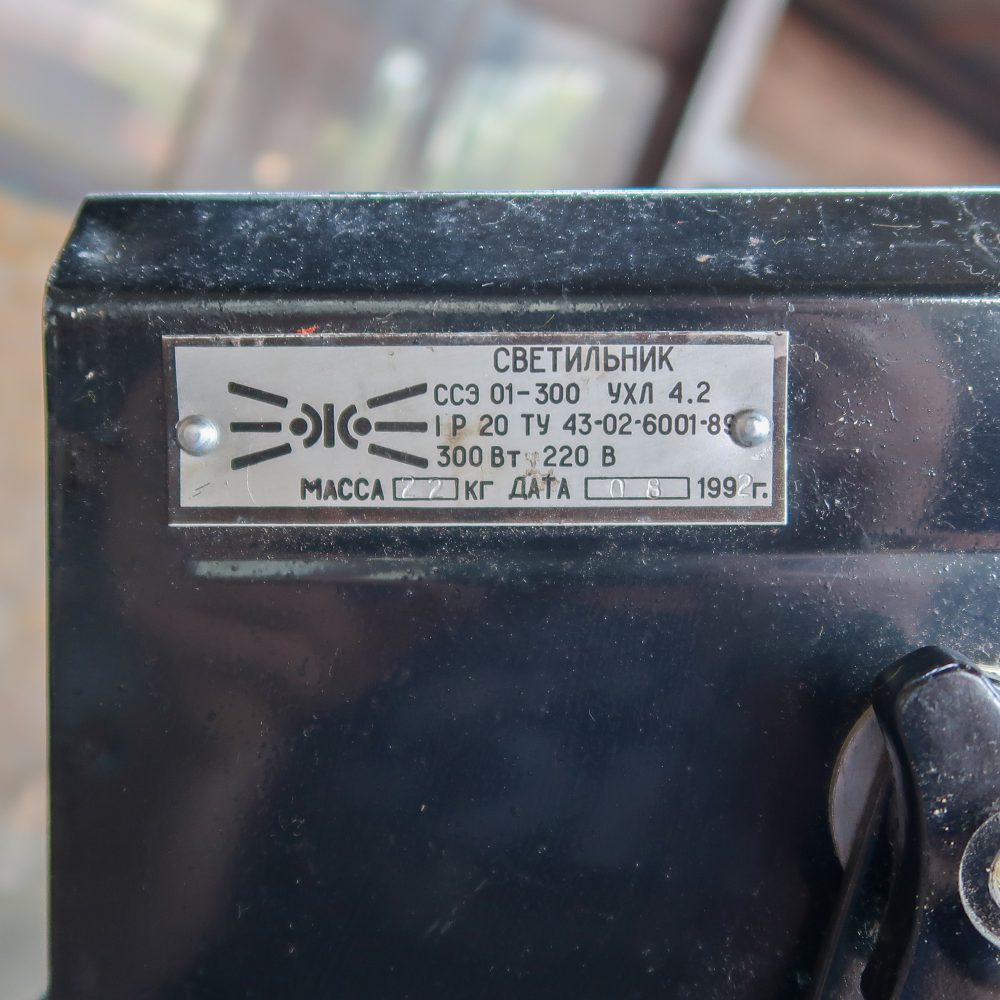 СВЕТИЛЬНИК
ССЭ 01-300 УХЛ 4.2
IP 20 ТУ 43-02-6001-89
300 Вт 220 В
МАССА 22 КГ ДАТА 08 1992г.